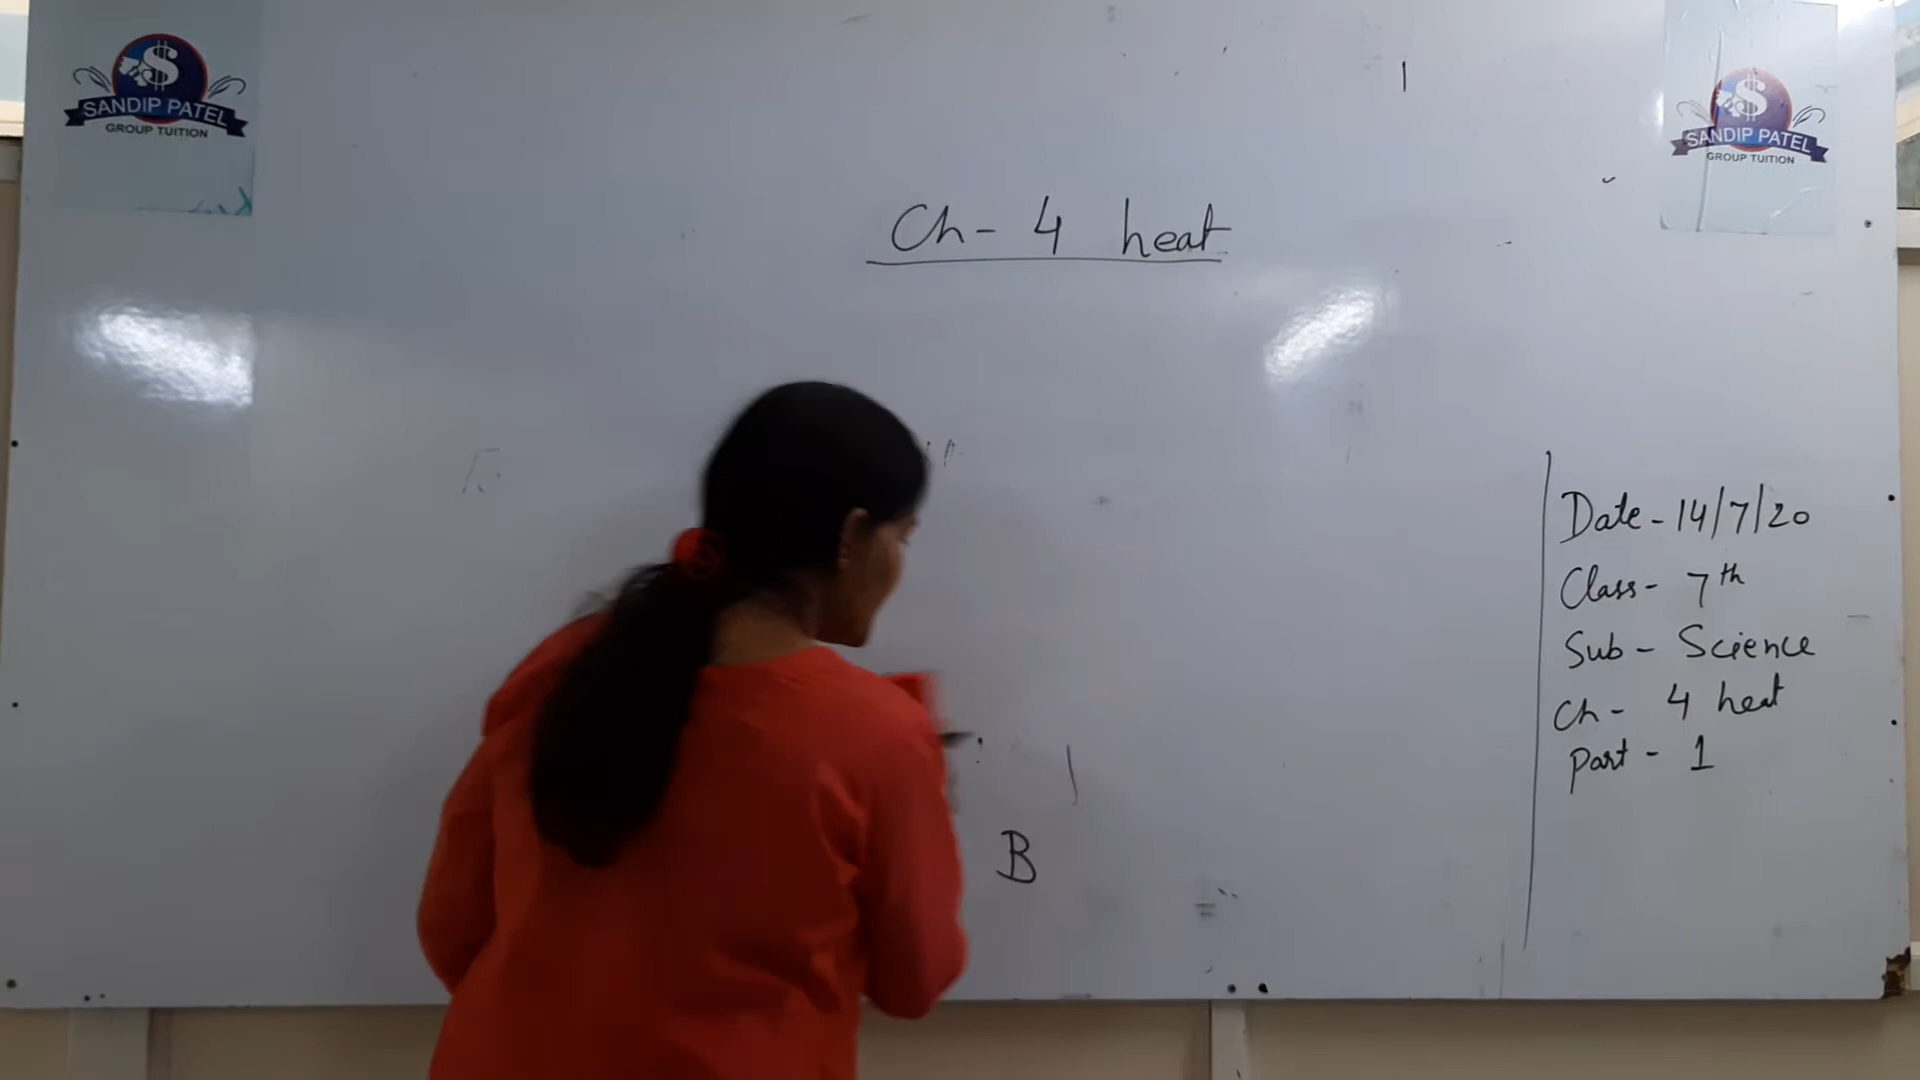 SANDIP PATEL
GROUP TUITION
SANDIP PATEL
GROUP TUITION
Ch- 4 heat
Date - 14/7/20
Class - 7th
Sub - Science
Ch - 4 heat
Part - 1
B